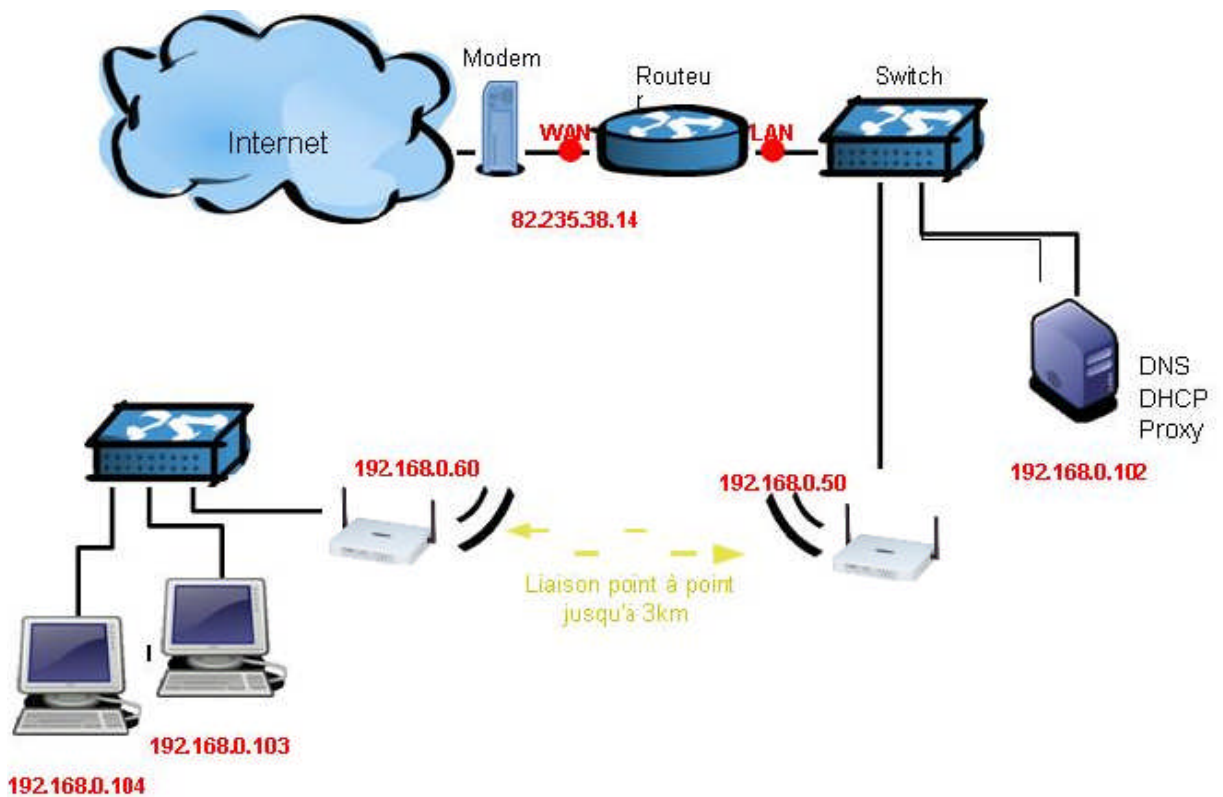 Modem
Routeu
r
Switch
Internet
WAN
LAN
82.235.38.14
DNS
DHCP
Proxy
192.168.0.102
192.168.0.60
192.168.0.50
Liaison point à point
jusqu'à 3km
192.168.0.103
192.168.0.104